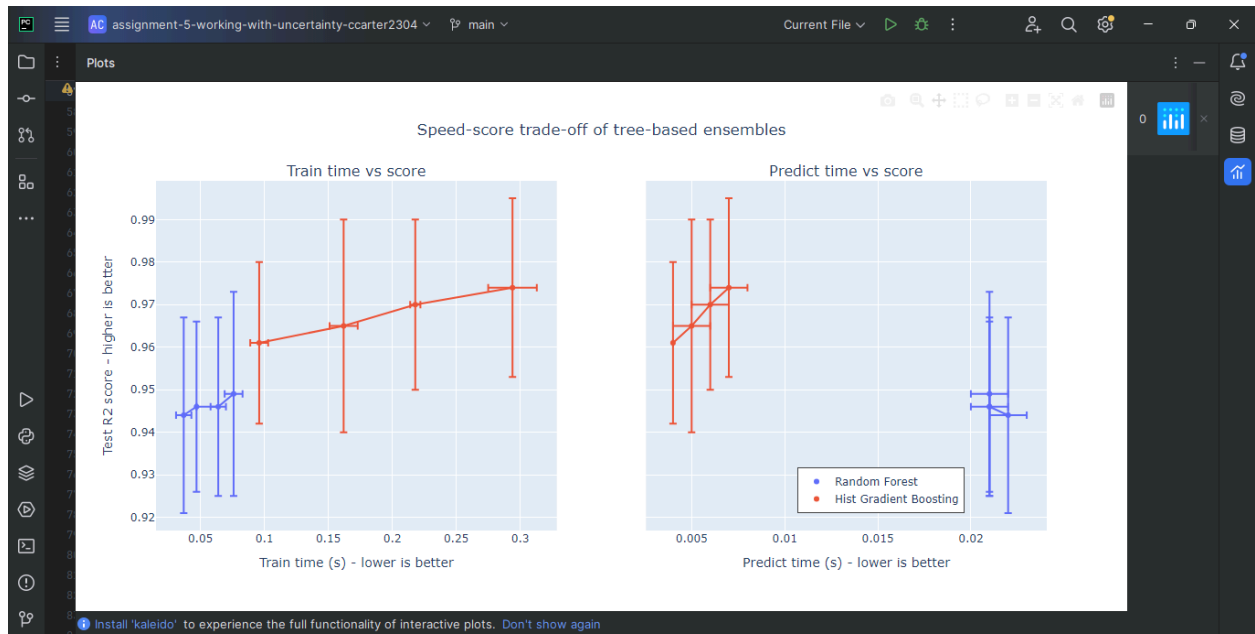 PC
AC assignment-5-working-with-uncertainty-ccarter2304 main Current File
Plots
Speed-score trade-off of tree-based ensembles
0
Train time vs score
Predict time vs score
0.99
0.98
0.97
0.96
0.95
0.94
0.93
0.92
Test R2 score - higher is better
Random Forest
Hist Gradient Boosting
0.05 0.1 0.15 0.2 0.25 0.3
0.005 0.01 0.015 0.02
Train time (s) - lower is better
Predict time (s) - lower is better
Install 'kaleido' to experience the full functionality of interactive plots. Don't show again